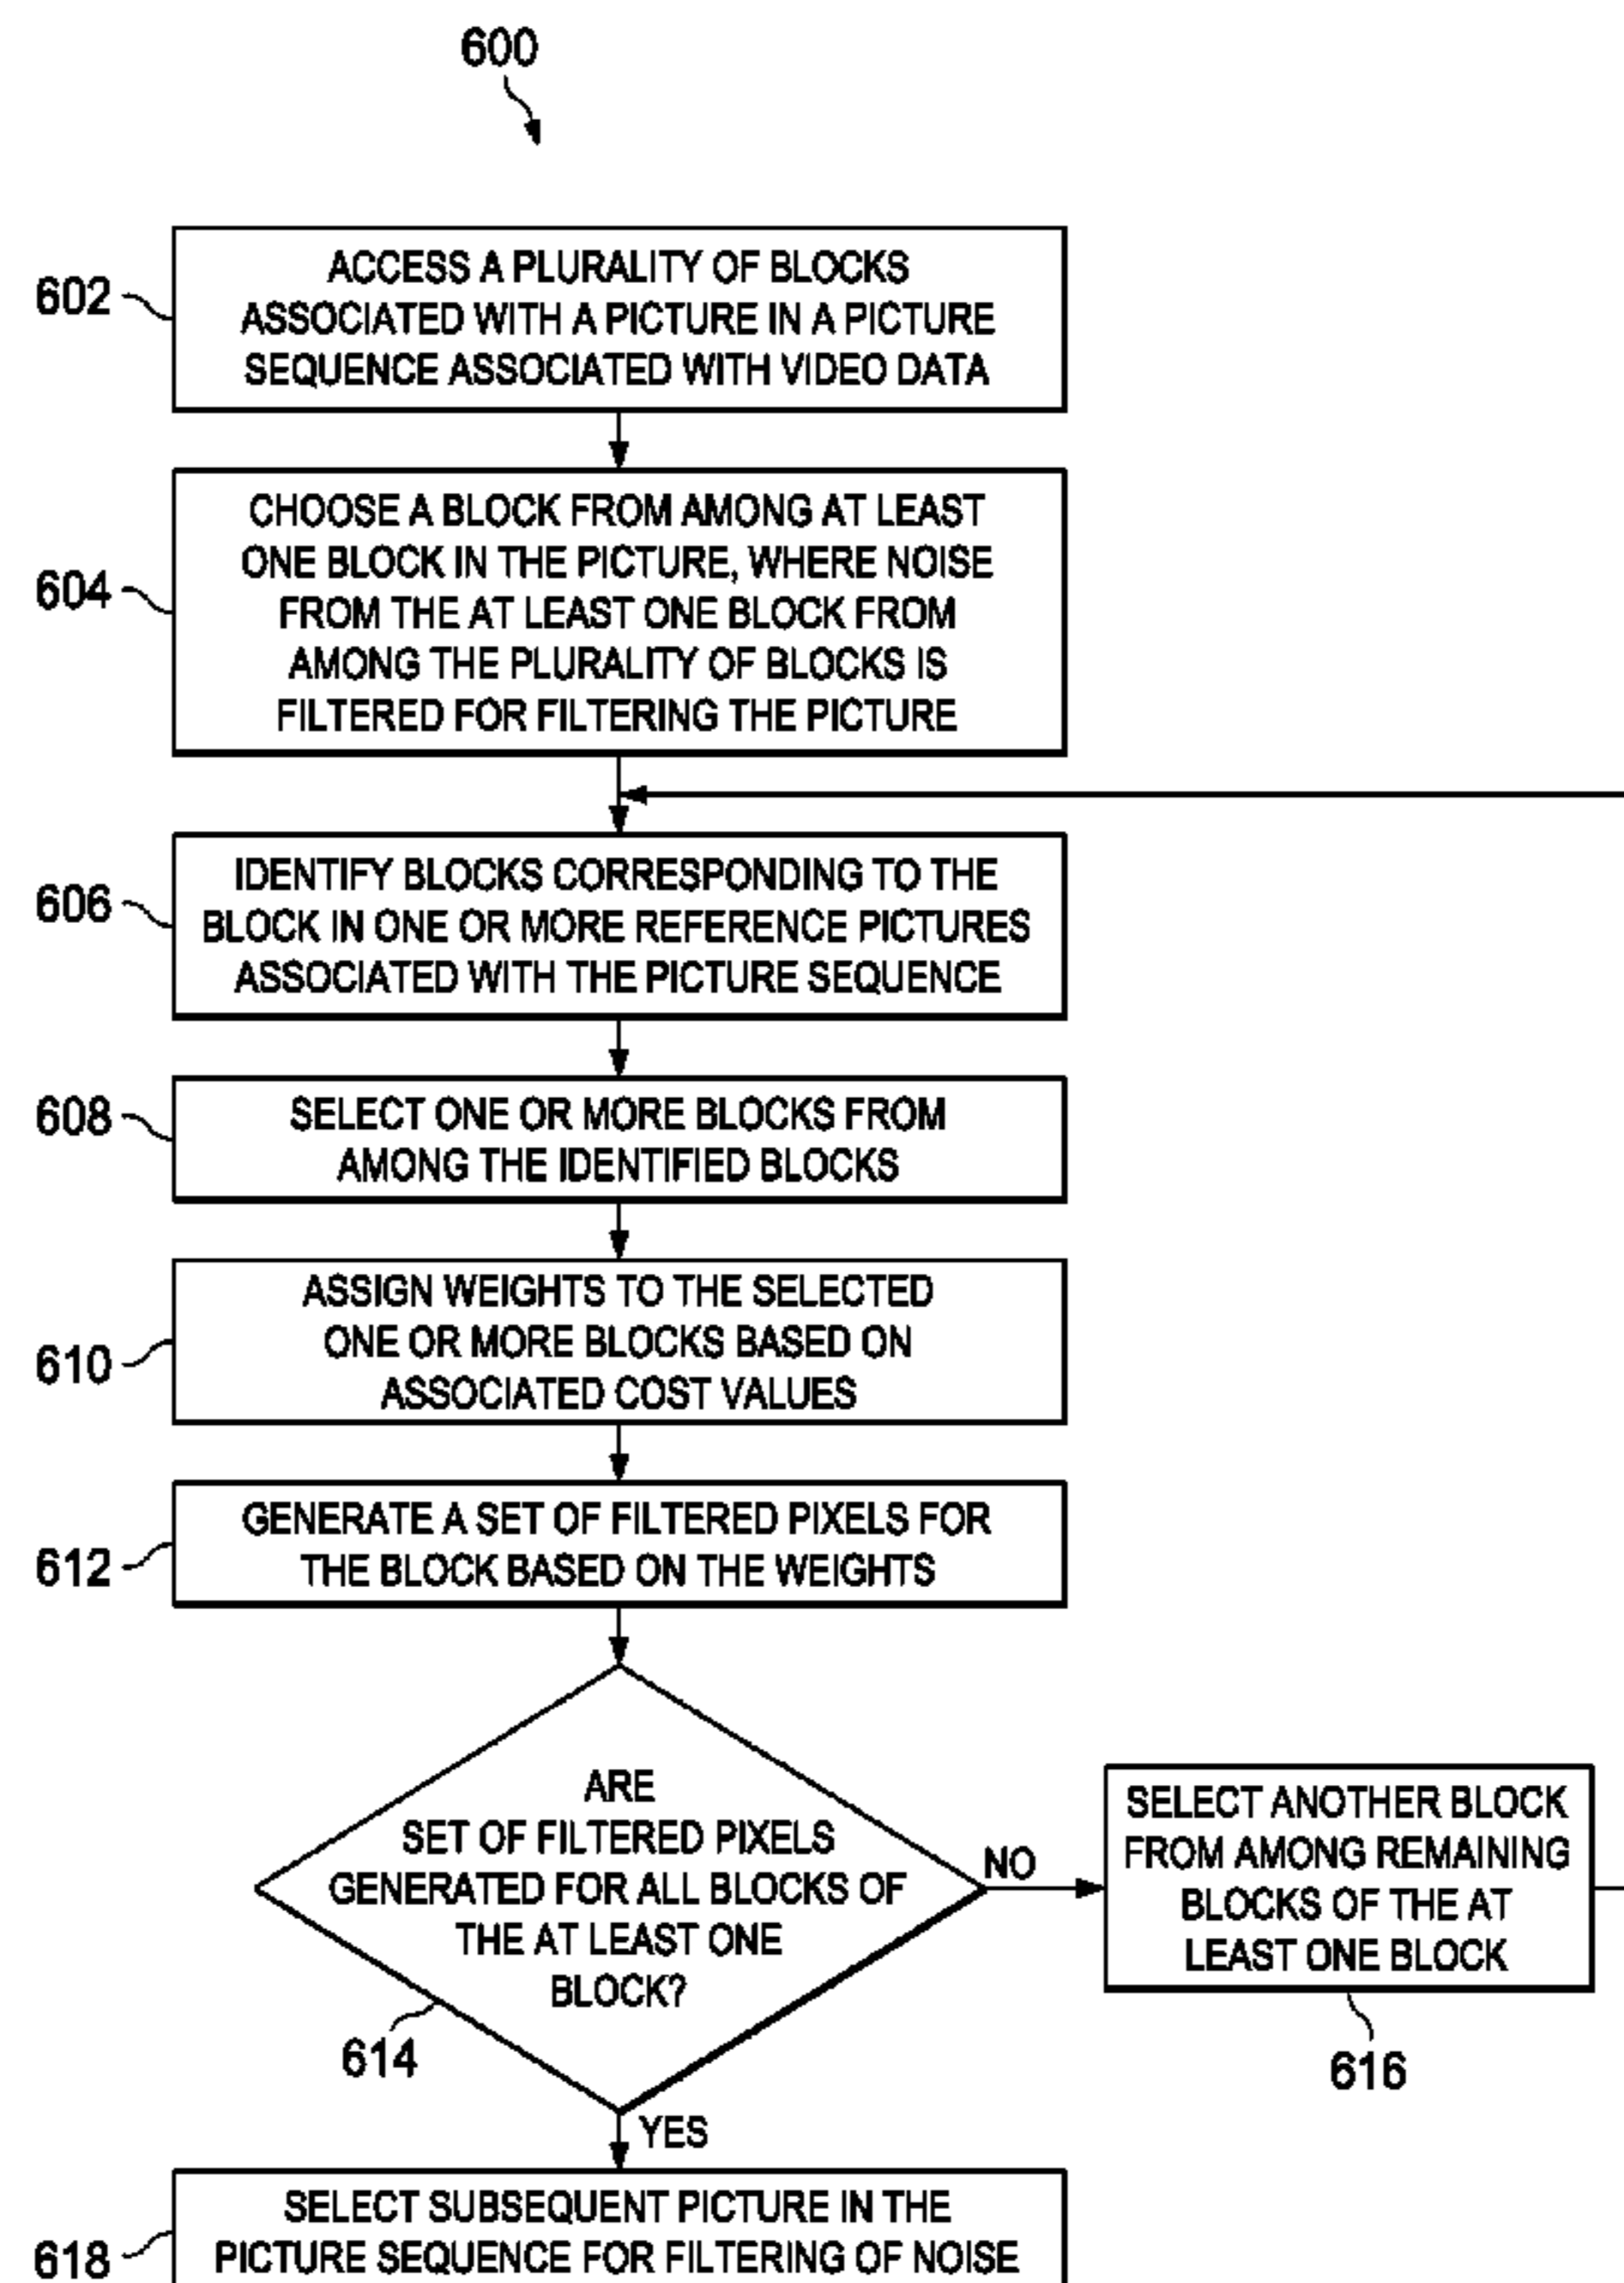 600
602
ACCESS A PLURALITY OF BLOCKS
ASSOCIATED WITH A PICTURE IN A PICTURE
SEQUENCE ASSOCIATED WITH VIDEO DATA
604
CHOOSE A BLOCK FROM AMONG AT LEAST
ONE BLOCK IN THE PICTURE, WHERE NOISE
FROM THE AT LEAST ONE BLOCK FROM
AMONG THE PLURALITY OF BLOCKS IS
FILTERED FOR FILTERING THE PICTURE
606
IDENTIFY BLOCKS CORRESPONDING TO THE
BLOCK IN ONE OR MORE REFERENCE PICTURES
ASSOCIATED WITH THE PICTURE SEQUENCE
608
SELECT ONE OR MORE BLOCKS FROM
AMONG THE IDENTIFIED BLOCKS
610
ASSIGN WEIGHTS TO THE SELECTED
ONE OR MORE BLOCKS BASED ON
ASSOCIATED COST VALUES
612
GENERATE A SET OF FILTERED PIXELS FOR
THE BLOCK BASED ON THE WEIGHTS
ARE
SET OF FILTERED PIXELS
GENERATED FOR ALL BLOCKS OF
THE AT LEAST ONE
BLOCK?
614
NO
SELECT ANOTHER BLOCK
FROM AMONG REMAINING
BLOCKS OF THE AT
LEAST ONE BLOCK
616
YES
618
SELECT SUBSEQUENT PICTURE IN THE
PICTURE SEQUENCE FOR FILTERING OF NOISE